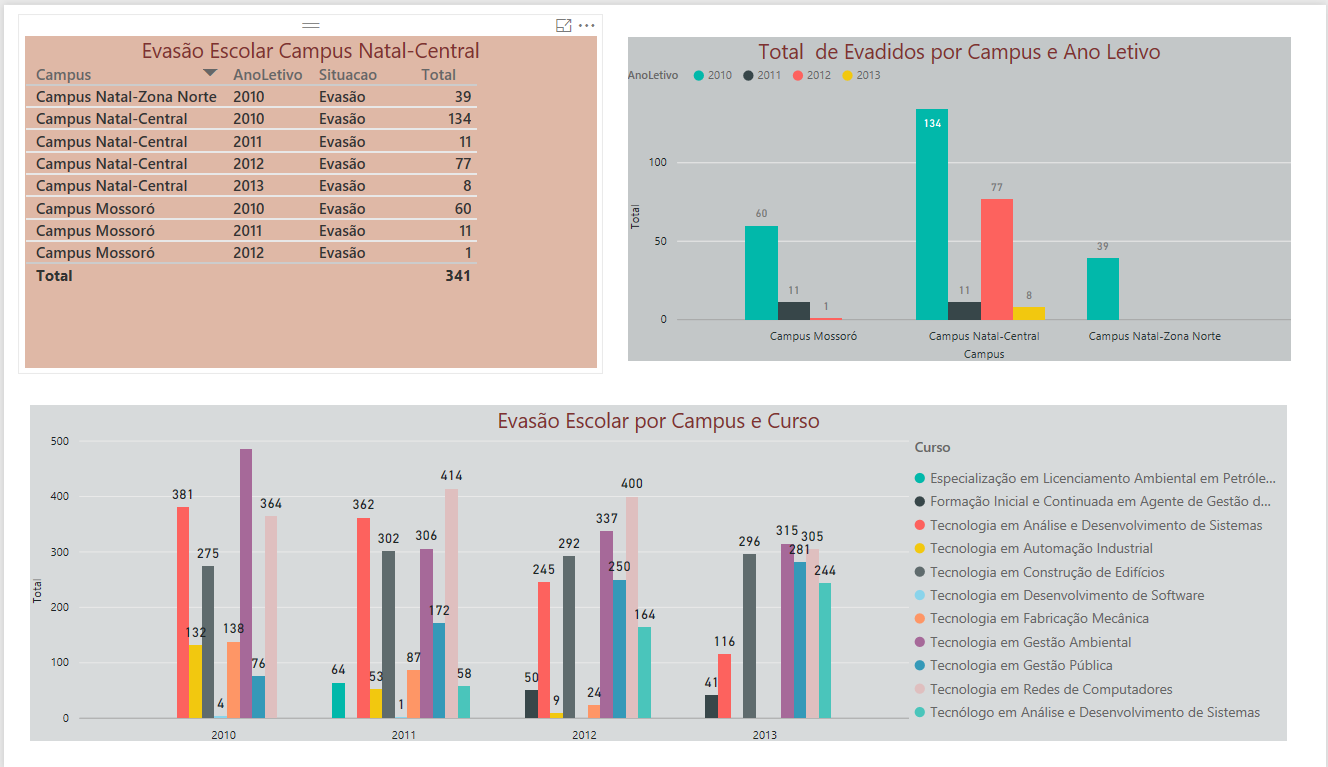 Evasão Escolar Campus Natal-Central
Campus AnoLetivo Situacao Total
Campus Natal-Zona Norte 2010 Evasão 39
Campus Natal-Central 2010 Evasão 134
Campus Natal-Central 2011 Evasão 11
Campus Natal-Central 2012 Evasão 77
Campus Natal-Central 2013 Evasão 8
Campus Mossoró 2010 Evasão 60
Campus Mossoró 2011 Evasão 11
Campus Mossoró 2012 Evasão 1
Total 341
Total de Evadidos por Campus e Ano Letivo
AnoLetivo 2010 2011 2012 2013
Total
100
50
0
60 11 1
134 11 77 8
39
Campus Mossoró Campus Natal-Central Campus Natal-Zona Norte
Campus
Evasão Escolar por Campus e Curso
Total
500
400
300
200
100
0
381 132 275 4 138 76 364
64 362 53 302 1 87 306 172 414 58
50 245 9 292 24 337 250 400 164
41 116 296 315 281 305 244
2010 2011 2012 2013
Curso
Especialização em Licenciamento Ambiental em Petróle...
Formação Inicial e Continuada em Agente de Gestão d...
Tecnologia em Análise e Desenvolvimento de Sistemas
Tecnologia em Automação Industrial
Tecnologia em Construção de Edifícios
Tecnologia em Desenvolvimento de Software
Tecnologia em Fabricação Mecânica
Tecnologia em Gestão Ambiental
Tecnologia em Gestão Pública
Tecnologia em Redes de Computadores
Tecnólogo em Análise e Desenvolvimento de Sistemas